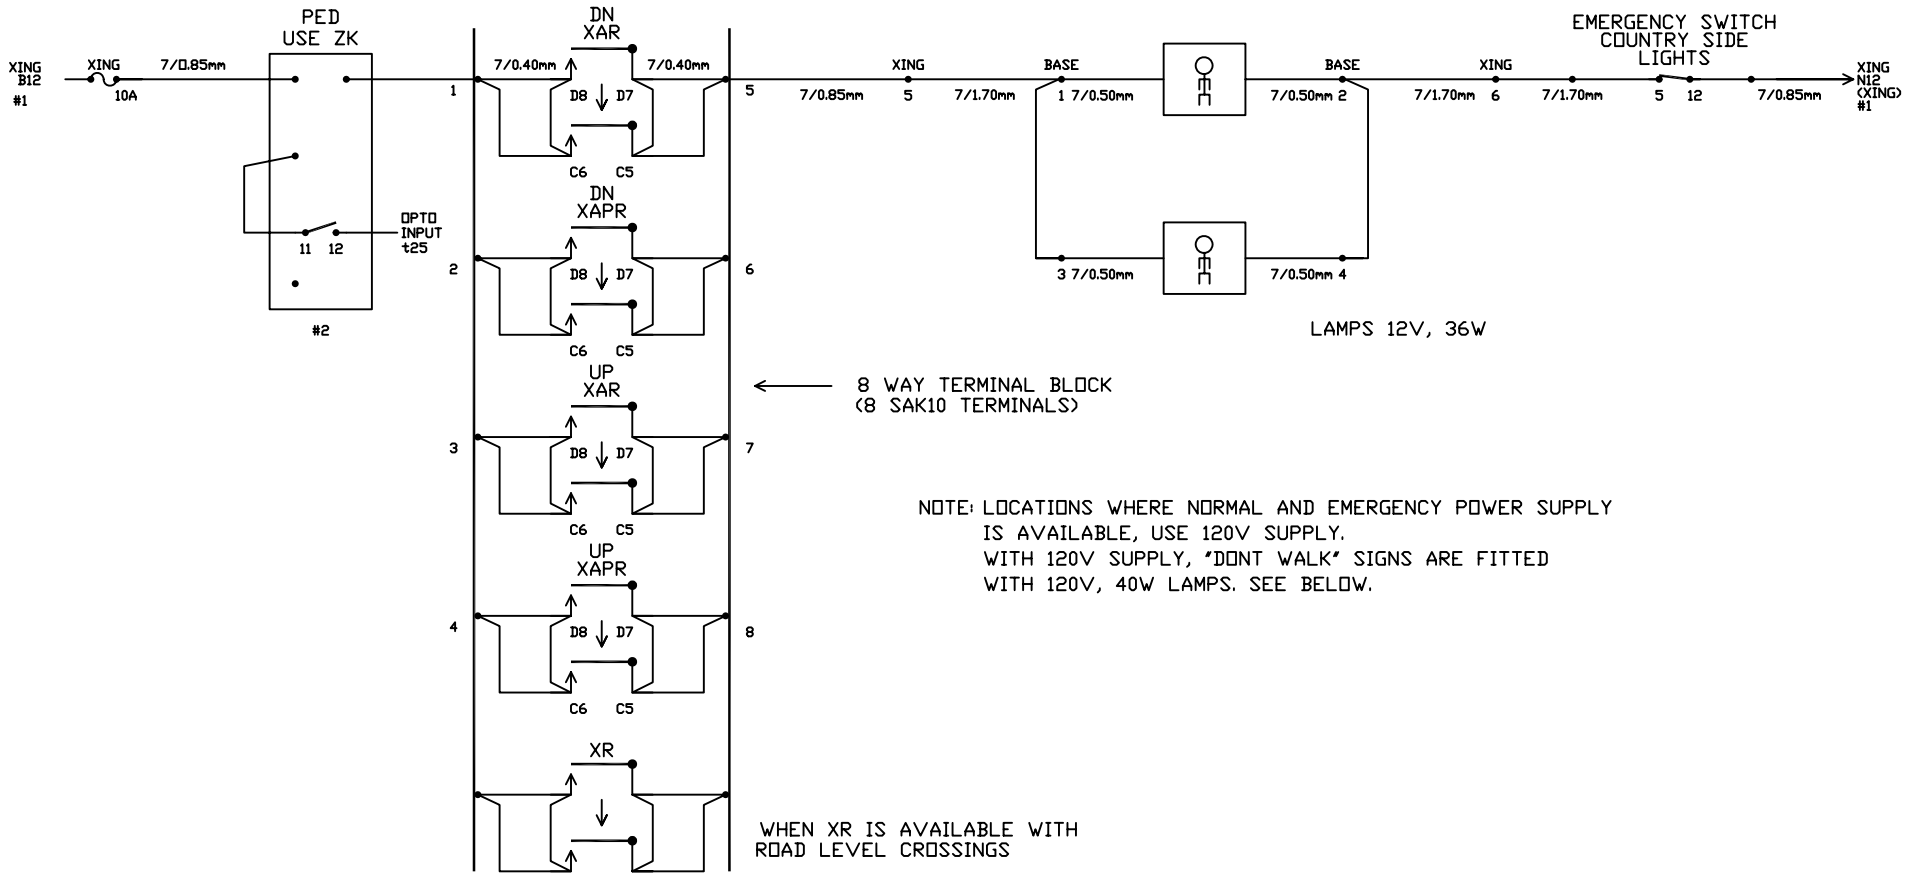 PED
USE ZK
XING
B12
#1
XING
10A
7/0.85mm
11 12
OPTO
INPUT
t25
#2
DN
XAR
7/0.40mm 7/0.40mm
1
D8 D7
5
C6 C5
DN
XAPR
2
D8 D7
6
C6 C5
UP
XAR
3
D8 D7
7
C6 C5
UP
XAPR
4
D8 D7
8
C6 C5
XR
7/0.85mm
XING
5
7/1.70mm
BASE
1 7/0.50mm
BASE
7/0.50mm 2
7/1.70mm
XING
6
7/1.70mm
EMERGENCY SWITCH
COUNTRY SIDE
LIGHTS
5 12
7/0.85mm
XING
N12
(XING)
#1
3 7/0.50mm
7/0.50mm 4
LAMPS 12V, 36W
8 WAY TERMINAL BLOCK
(8 SAK10 TERMINALS)
NOTE: LOCATIONS WHERE NORMAL AND EMERGENCY POWER SUPPLY
IS AVAILABLE, USE 120V SUPPLY.
WITH 120V SUPPLY, "DONT WALK" SIGNS ARE FITTED
WITH 120V, 40W LAMPS. SEE BELOW.
WHEN XR IS AVAILABLE WITH
ROAD LEVEL CROSSINGS